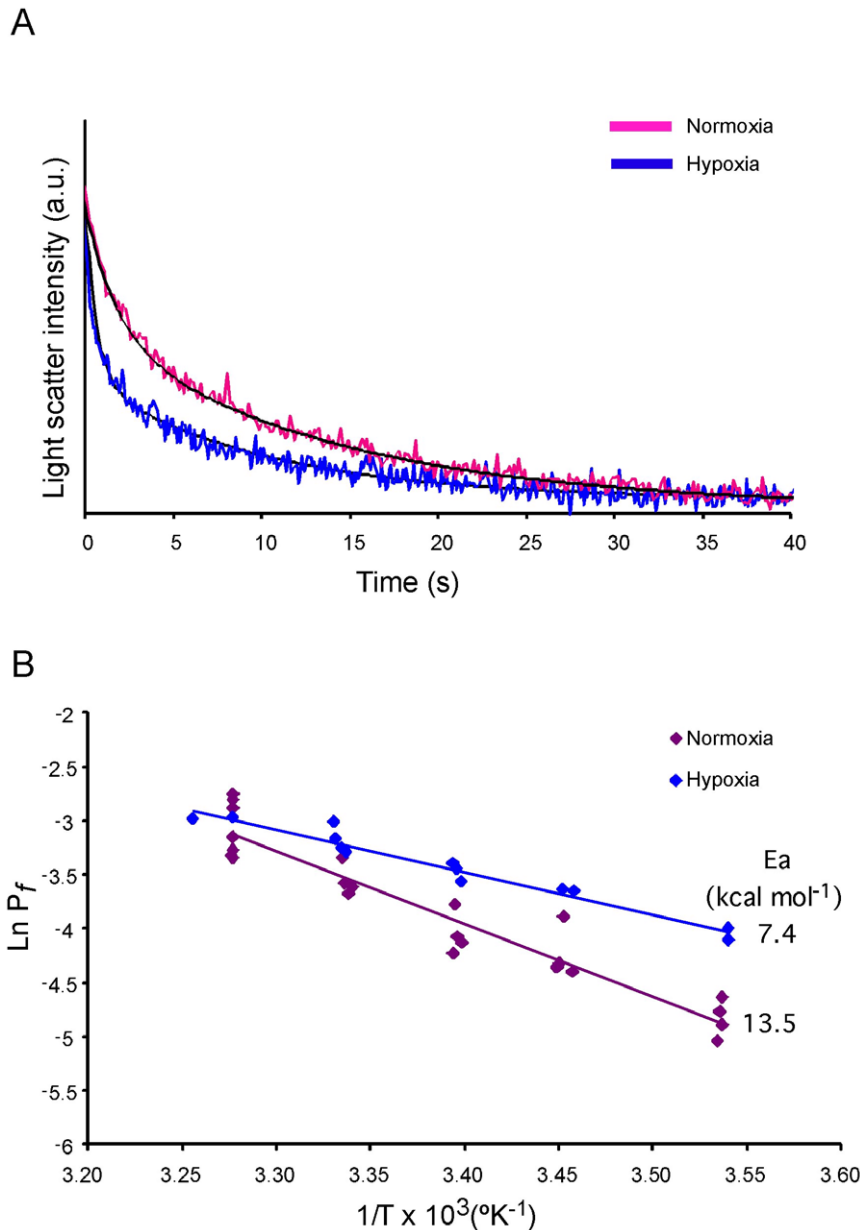 A
Normoxia
Hypoxia
Light scatter intensity (a.u.)
0 5 10 15 20 25 30 35 40
Time (s)
B
-2
-2.5
-3
-3.5
-4
-4.5
-5
-5.5
-6
Normoxia
Hypoxia
Ea
(kcal mol⁻¹)
7.4
13.5
Ln Pf
3.20 3.25 3.30 3.35 3.40 3.45 3.50 3.55 3.60
1/T x 10³(ºK⁻¹)